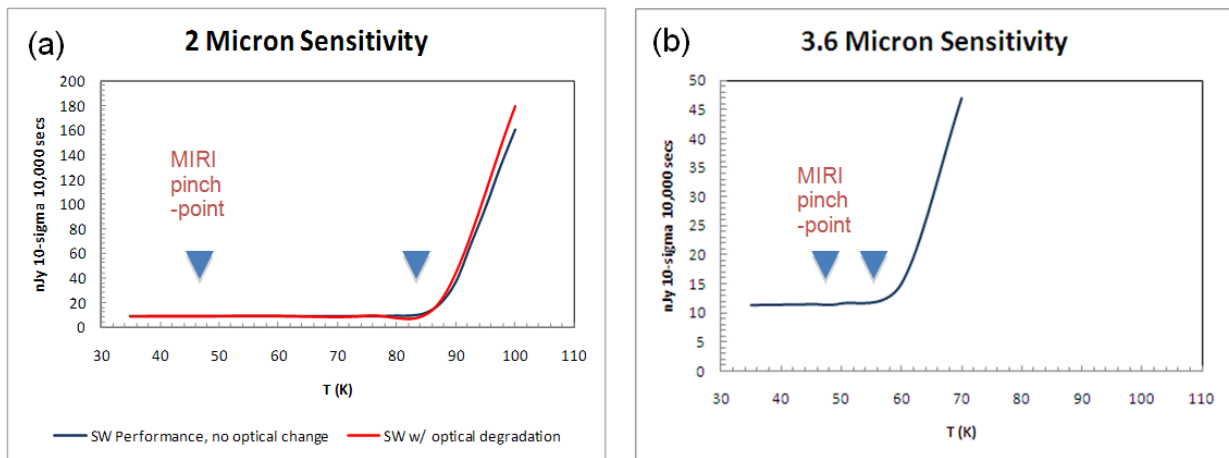 (a)
2 Micron Sensitivity
nJy 10-sigma 10,000 secs
200
180
160
140
120
100
80
60
40
20
0
MIRI
pinch
-point
30 40 50 60 70 80 90 100 110
T (K)
SW Performance, no optical change SW w/ optical degradation
(b)
3.6 Micron Sensitivity
nJy 10-sigma 10,000 secs
50
45
40
35
30
25
20
15
10
5
0
MIRI
pinch
-point
30 40 50 60 70 80 90 100 110
T (K)